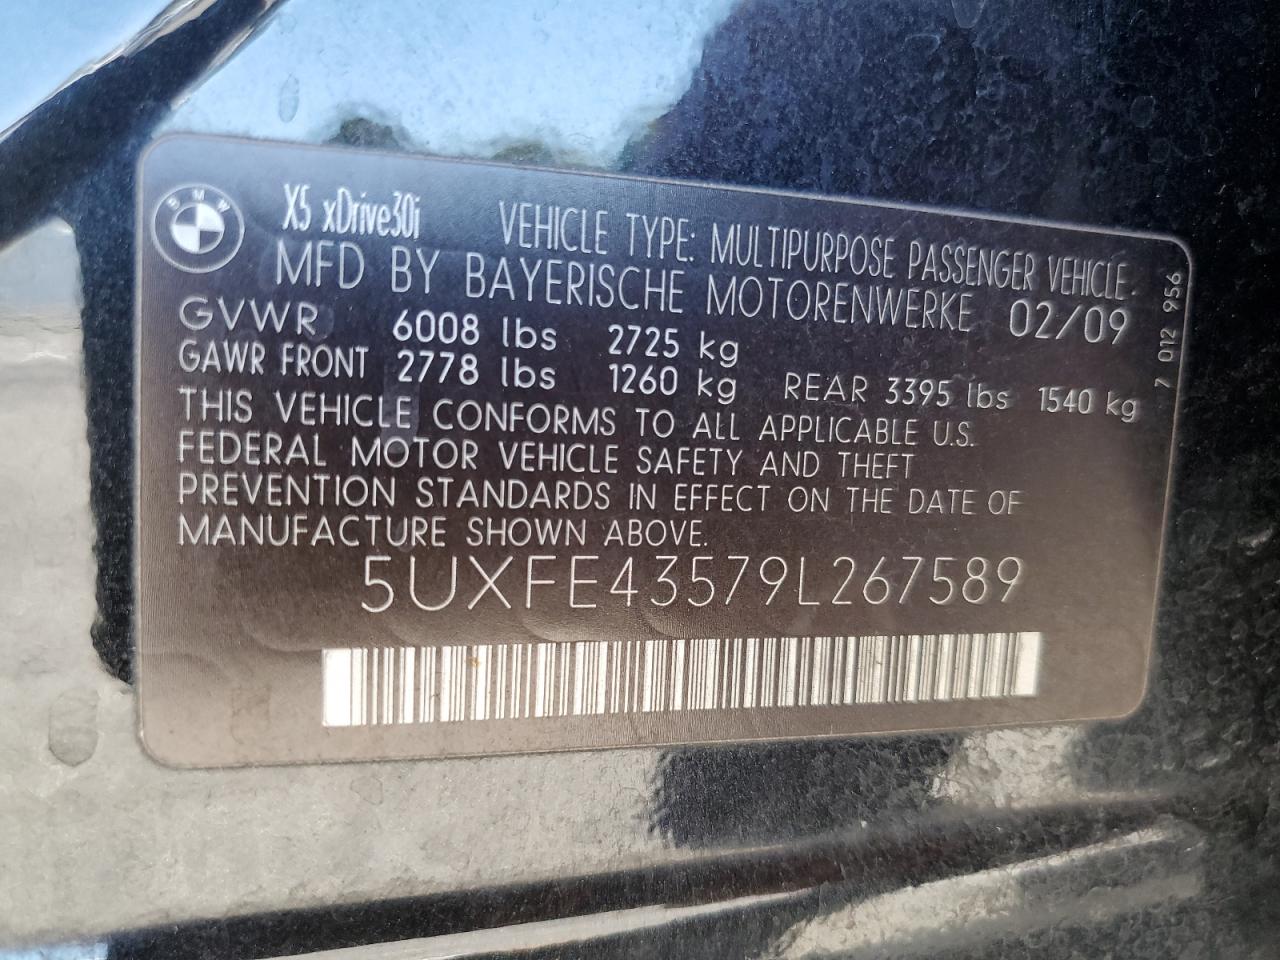 BMW
X5 xDrive30i VEHICLE TYPE: MULTIPURPOSE PASSENGER VEHICLE
MFD BY BAYERISCHE MOTORENWERKE 02/09
GVWR 6008 lbs 2725 kg
GAWR FRONT 2778 lbs 1260 kg REAR 3395 lbs 1540 kg
THIS VEHICLE CONFORMS TO ALL APPLICABLE U.S.
FEDERAL MOTOR VEHICLE SAFETY AND THEFT
PREVENTION STANDARDS IN EFFECT ON THE DATE OF
MANUFACTURE SHOWN ABOVE.
5UXFE43579L267589
7 012 956